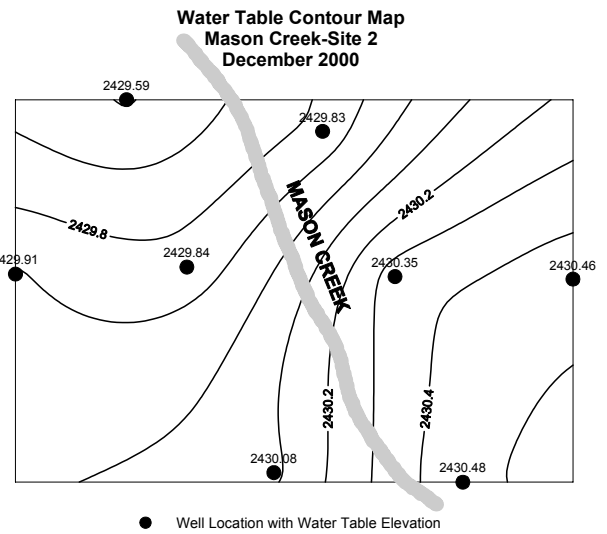 Water Table Contour Map
Mason Creek-Site 2
December 2000
2429.59
2429.83
MASON CREEK
2430.2
2429.8
429.91
2429.84
2430.35
2430.46
2430.2
2430.4
2430.08
2430.48
Well Location with Water Table Elevation